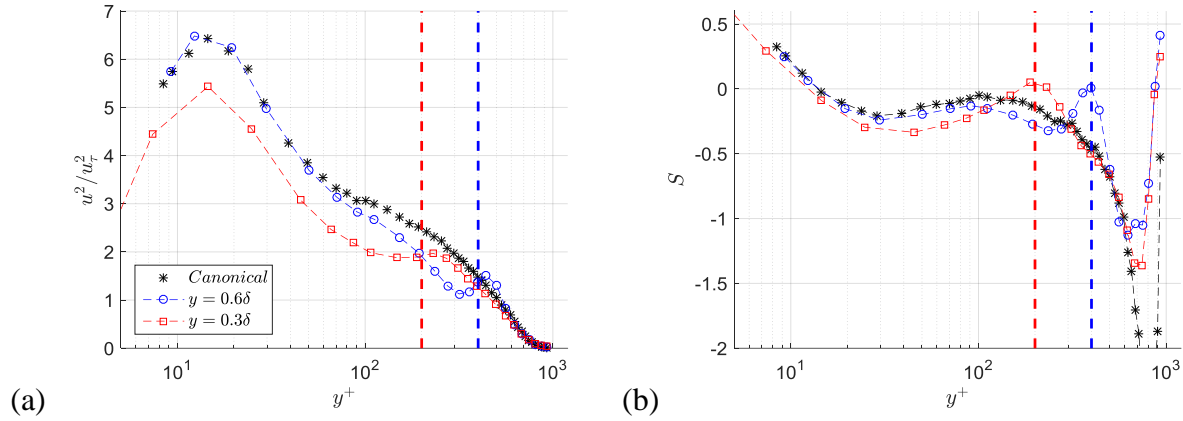 7
6
5
4
3
2
1
0
u²/u²_τ
Canonical
y = 0.6δ
y = 0.3δ
10¹
10²
10³
y⁺
(a)
0.5
0
-0.5
-1
-1.5
-2
S
10¹
10²
10³
y⁺
(b)